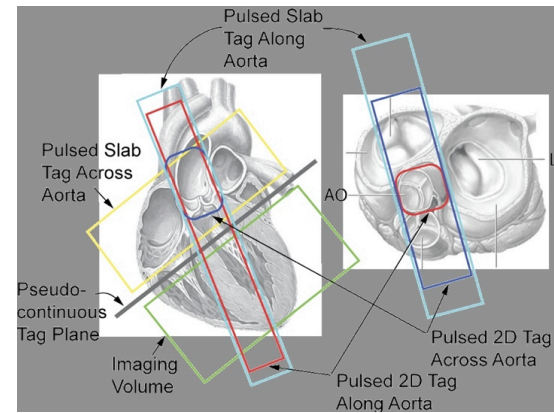 Pulsed Slab
Tag Along
Aorta
Pulsed Slab
Tag Across
Aorta
AO
L
Pseudo-
continuous
Tag Plane
Imaging
Volume
Pulsed 2D Tag
Across Aorta
Pulsed 2D Tag
Along Aorta